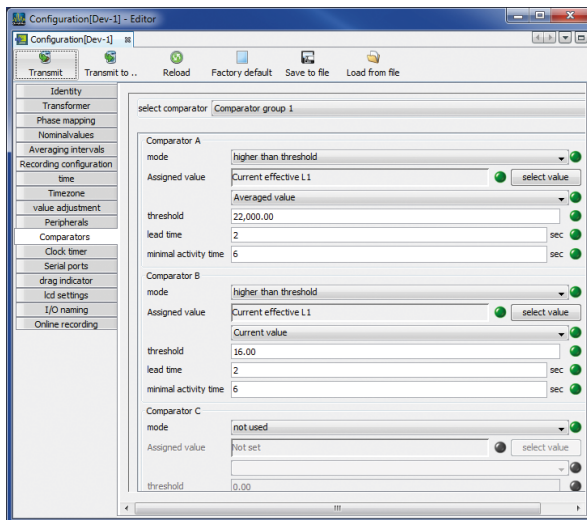 Configuration[Dev-1] - Editor
Configuration[Dev-1]
Transmit Transmit to .. Reload Factory default Save to file Load from file
Identity
Transformer
Phase mapping
Nominalvalues
Averaging intervals
Recording configuration
time
Timezone
value adjustment
Peripherals
Comparators
Clock timer
Serial ports
drag indicator
lcd settings
I/O naming
Online recording
select comparator Comparator group 1
Comparator A
mode higher than threshold
Assigned value Current effective L1 select value
Averaged value
threshold 22,000.00
lead time 2 sec
minimal activity time 6 sec
Comparator B
mode higher than threshold
Assigned value Current effective L1 select value
Current value
threshold 16.00
lead time 2 sec
minimal activity time 6 sec
Comparator C
mode not used
Assigned value Not set select value
threshold 0.00